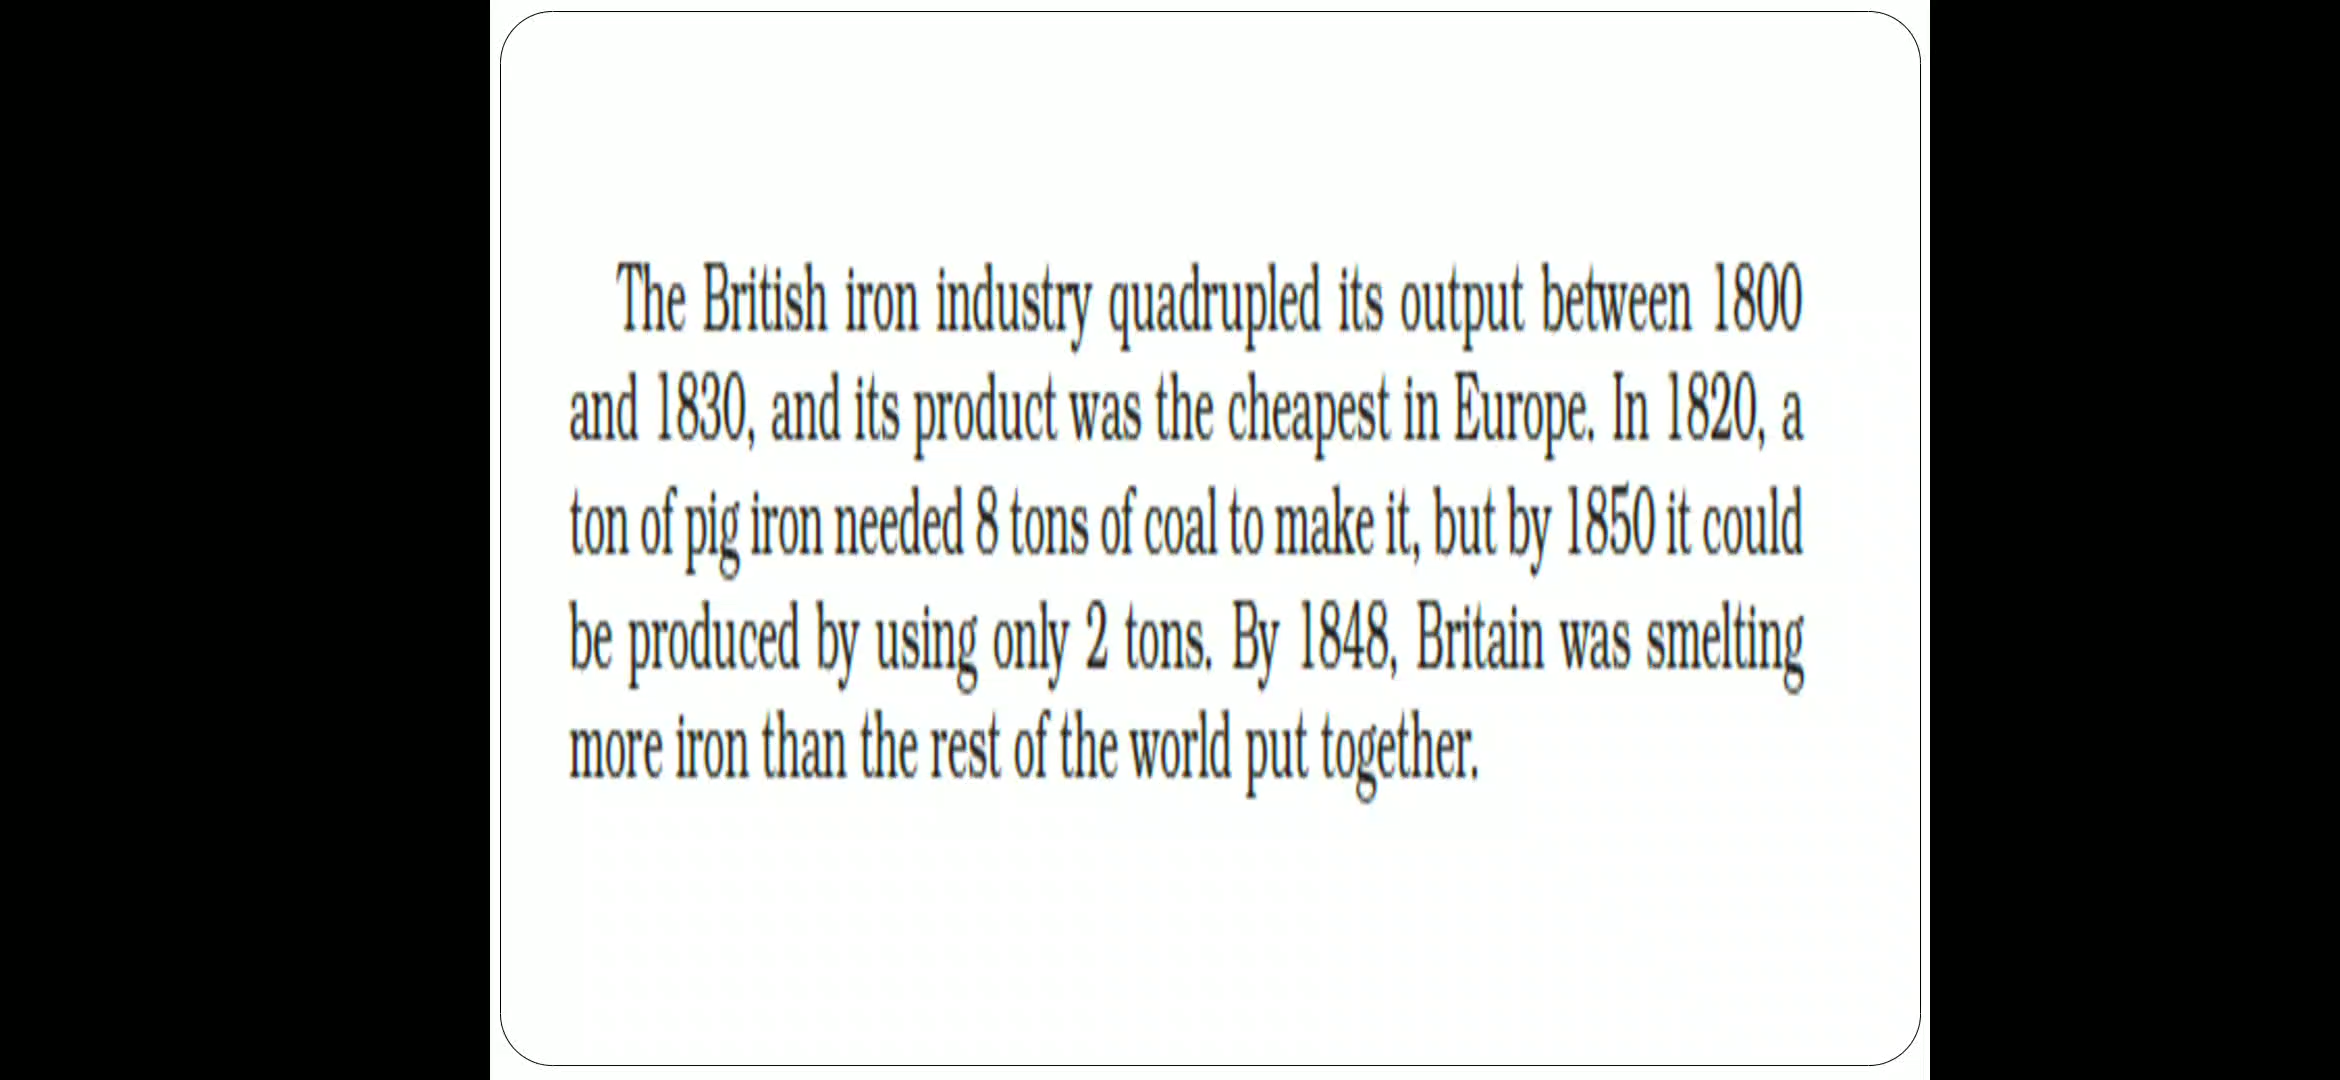 The British iron industry quadrupled its output between 1800
and 1830, and its product was the cheapest in Europe. In 1820, a
ton of pig iron needed 8 tons of coal to make it, but by 1850 it could
be produced by using only 2 tons. By 1848, Britain was smelting
more iron than the rest of the world put together.